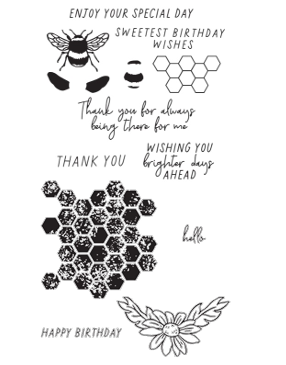 ENJOY YOUR SPECIAL DAY
SWEETEST BIRTHDAY
WISHES
Thank you for always
being there for me
THANK YOU
WISHING YOU
brighter days
AHEAD
hello
HAPPY BIRTHDAY